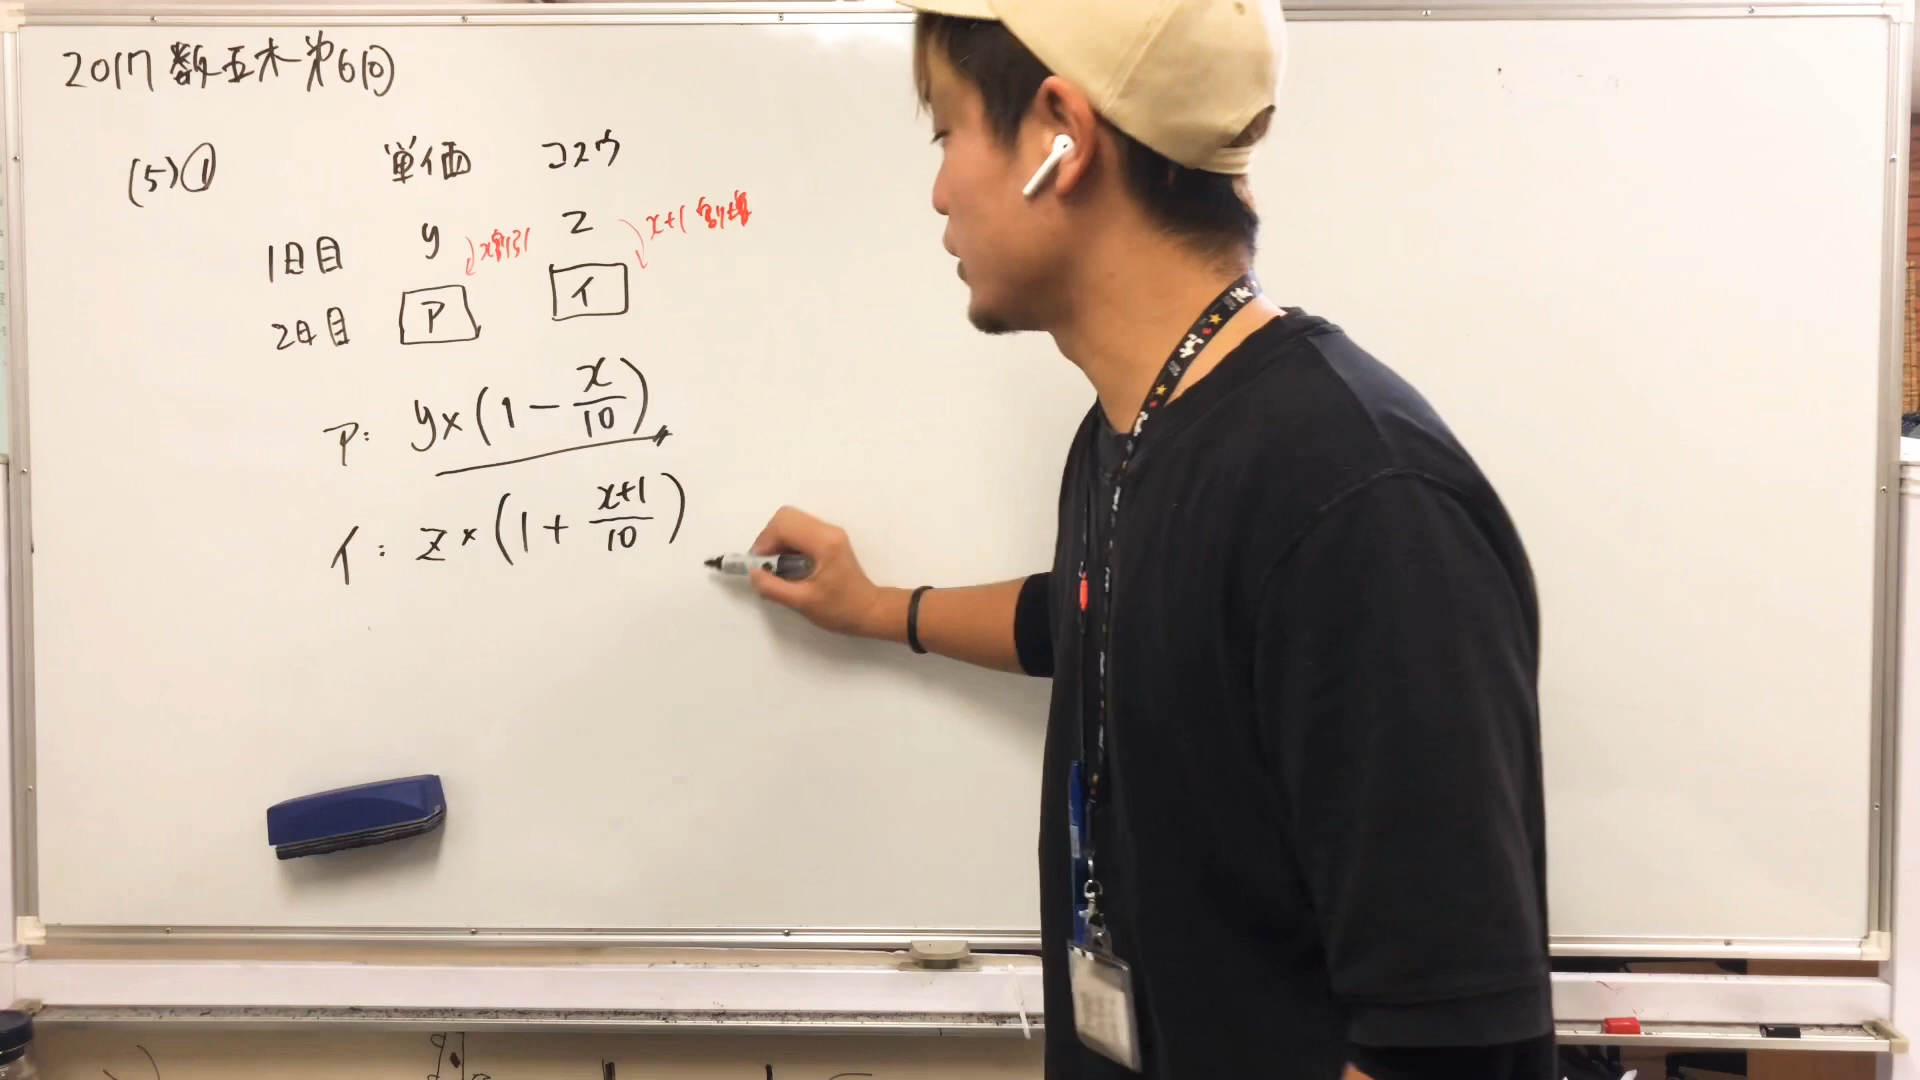 2017 数五木第6回
(5)① 単価 コスウ
1日目 y x割引 z x+1割増
2日目 ア イ
ア: y×(1-x/10)
イ: z×(1+x+1/10)